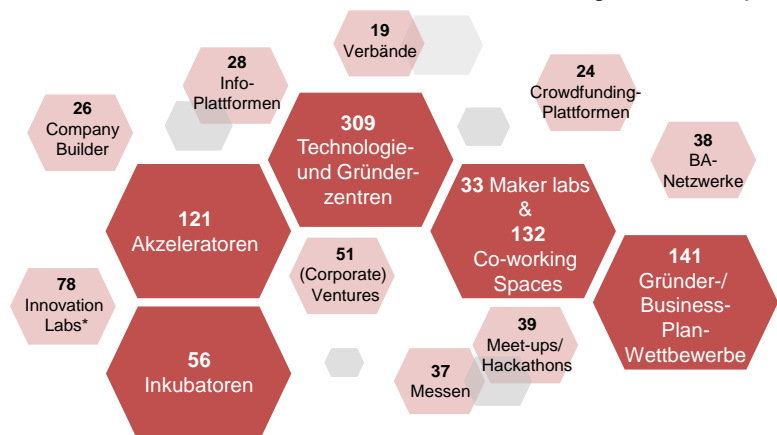 19
Verbände
28
Info-
Plattformen
24
Crowdfunding-
Plattformen
26
Company
Builder
309
Technologie-
und Gründer-
zentren
38
BA-
Netzwerke
33 Maker labs
&
132
Co-working
Spaces
121
Akzeleratoren
51
(Corporate)
Ventures
141
Gründer-/
Business-
Plan-
Wettbewerbe
78
Innovation
Labs*
39
Meet-ups/
Hackathons
56
Inkubatoren
37
Messen